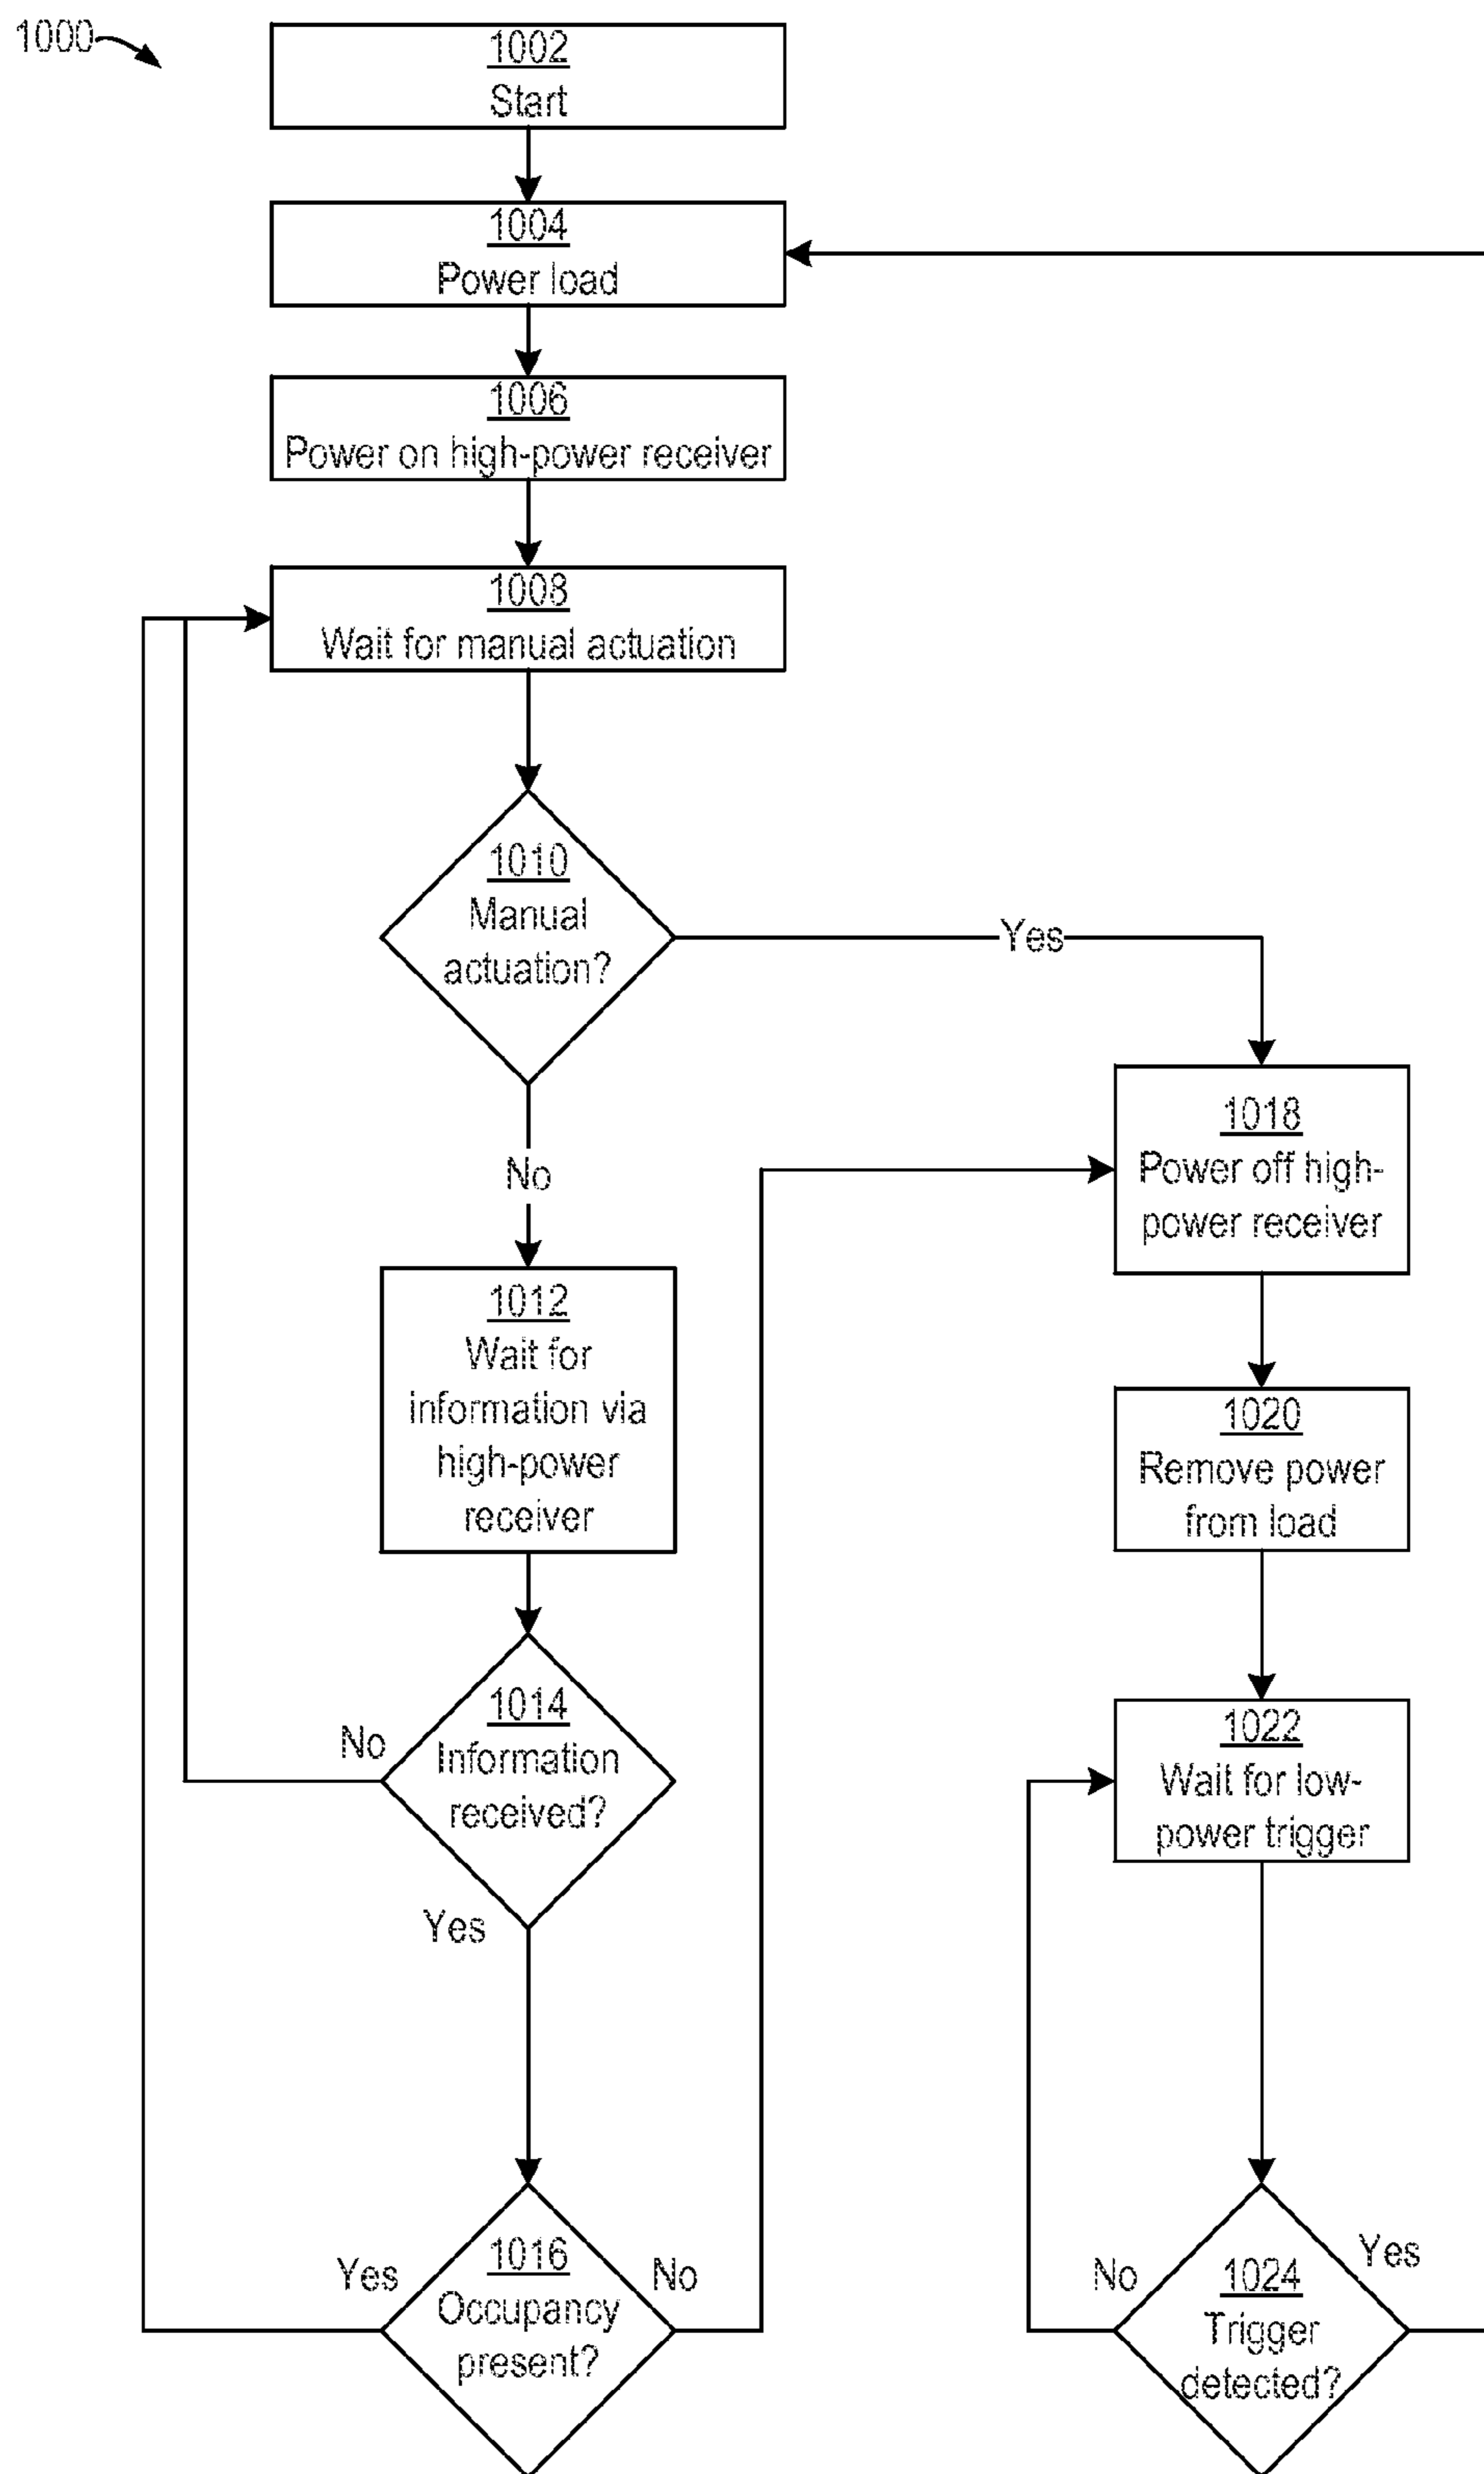 1000
1002
Start
1004
Power load
1006
Power on high-power receiver
1008
Wait for manual actuation
1010
Manual
actuation?
Yes
No
1012
Wait for
information via
high-power
receiver
1014
Information
received?
No
Yes
1016
Occupancy
present?
Yes
No
1018
Power off high-
power receiver
1020
Remove power
from load
1022
Wait for low-
power trigger
1024
Trigger
detected?
No
Yes